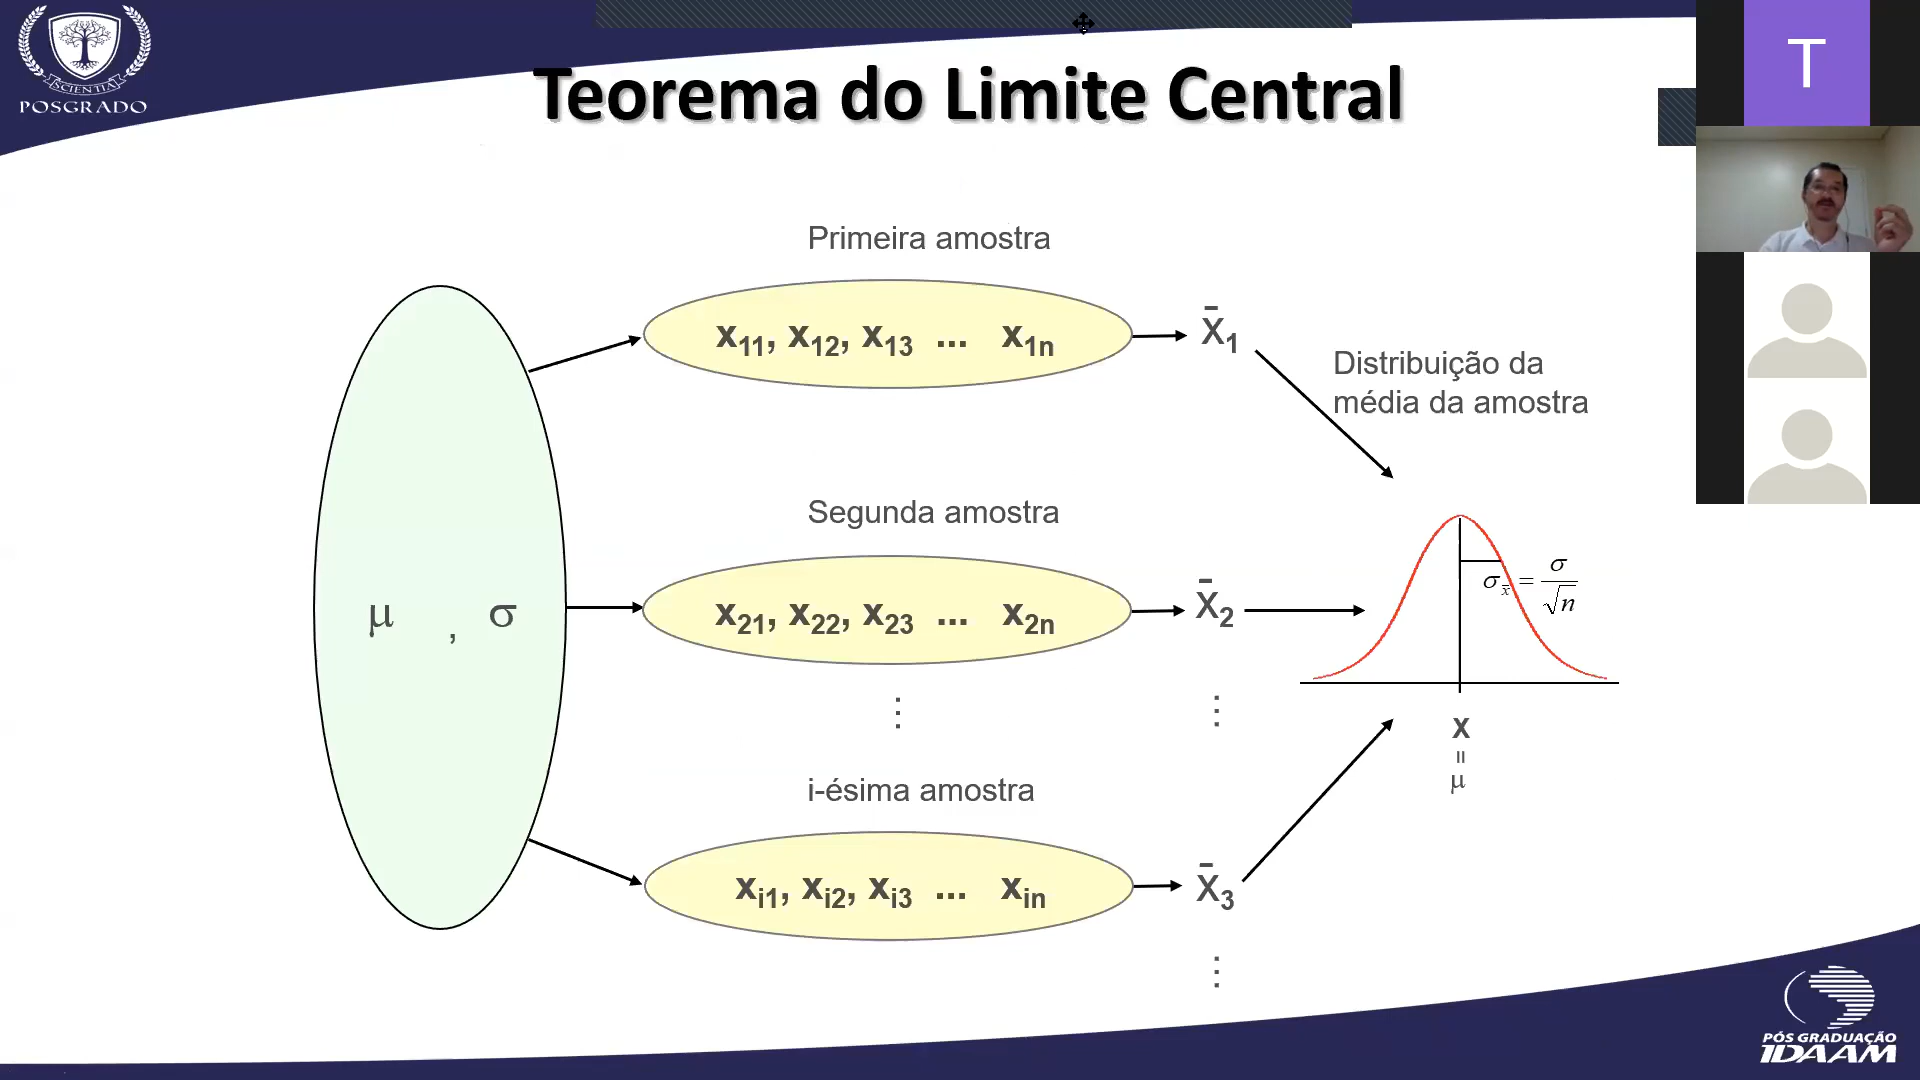 SCIENTIA
POSGRADO
Teorema do Limite Central
T
Primeira amostra
x11, x12, x13 ... x1n
x̄1
Distribuição da
média da amostra
Segunda amostra
μ , σ
x21, x22, x23 ... x2n
x̄2
σx̄ = σ/√n
⋮ ⋮
x
=
μ
i-ésima amostra
xi1, xi2, xi3 ... xin
x̄3
⋮
PÓS GRADUAÇÃO
IDAAM